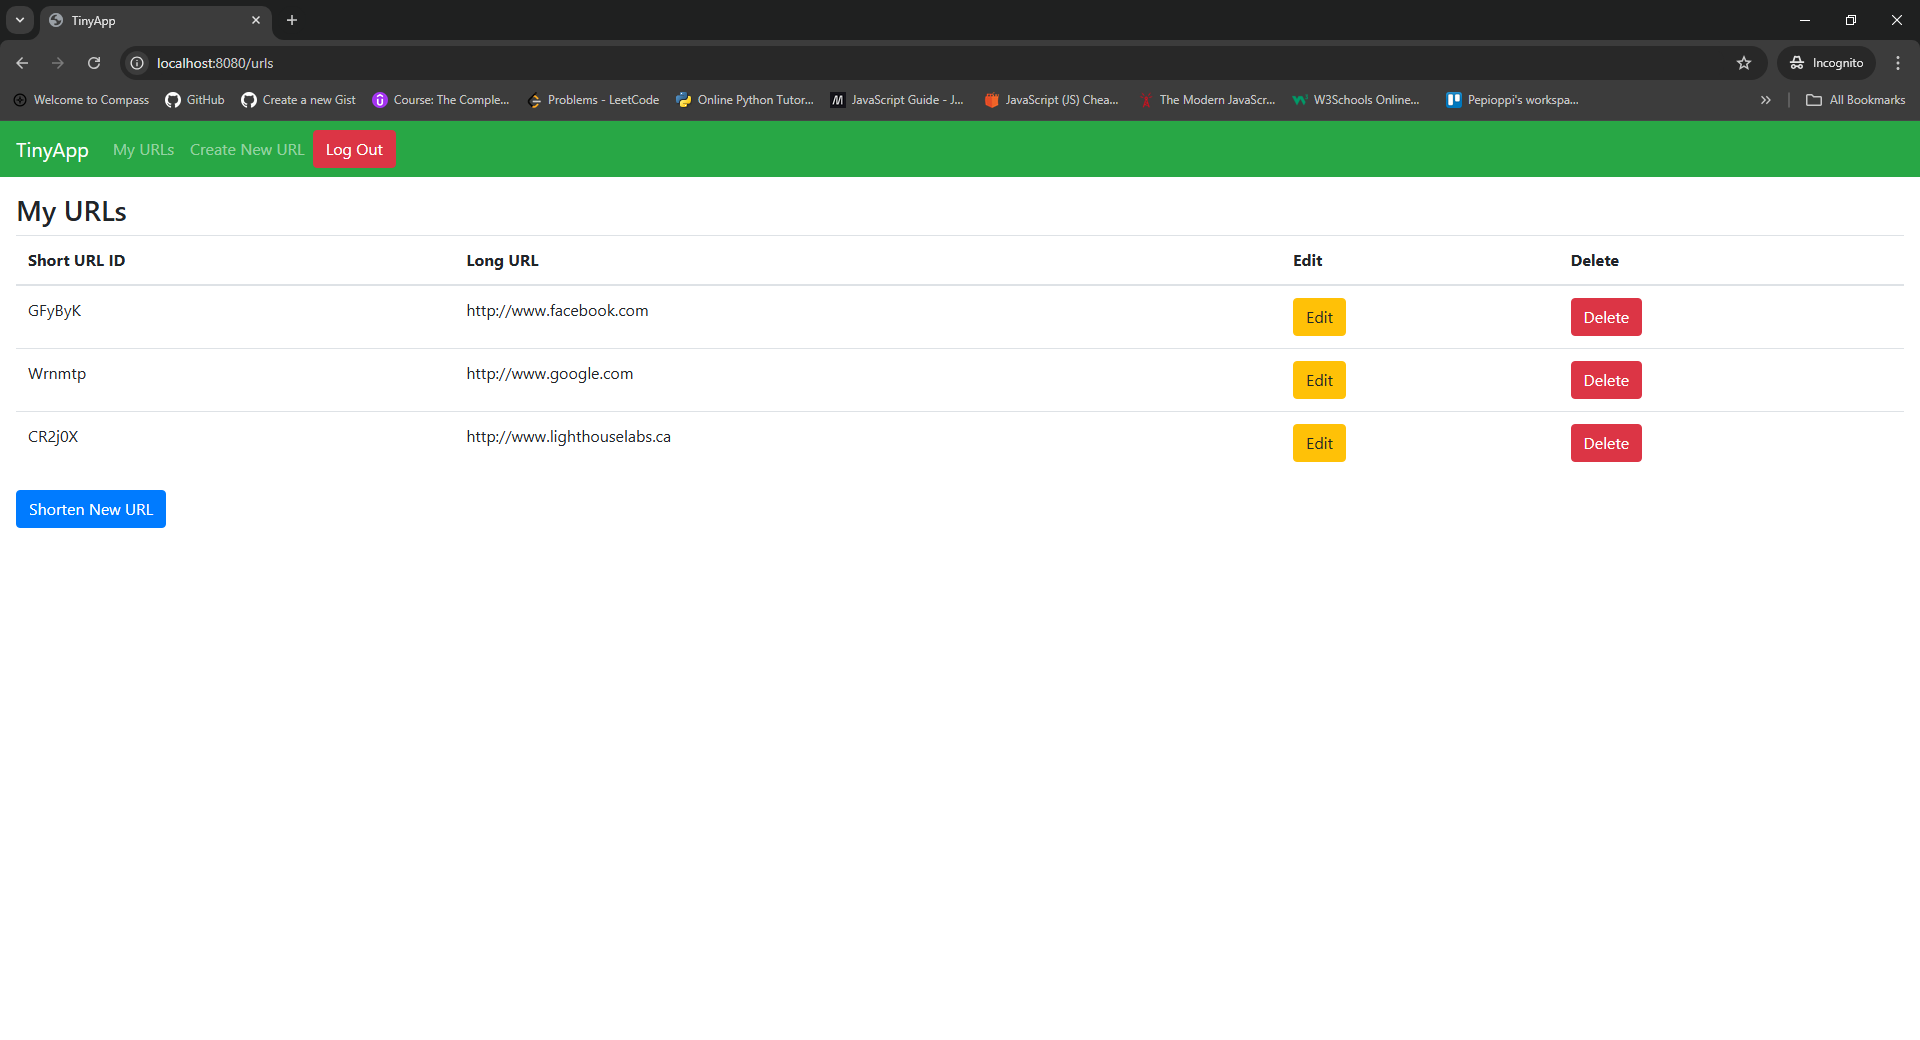 TinyApp
localhost:8080/urls
Incognito
Welcome to Compass GitHub Create a new Gist Course: The Comple... Problems - LeetCode Online Python Tutor... JavaScript Guide - J... JavaScript (JS) Chea... The Modern JavaScr... W3Schools Online... Pepioppi's workspa... All Bookmarks
TinyApp My URLs Create New URL Log Out
My URLs
Short URL ID Long URL Edit Delete
GFyByK http://www.facebook.com Edit Delete
Wrnmtp http://www.google.com Edit Delete
CR2j0X http://www.lighthouselabs.ca Edit Delete
Shorten New URL